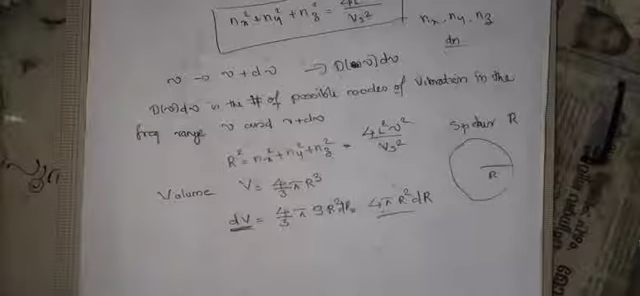 nx² + ny² + nz² = 4L²/Vs²
nx, ny, nz
dn
ν → ν + dν → D(ν)dν
D(ν)dν is the # of possible modes of vibration in the
freq range ν and ν+dν
R² = nx² + ny² + nz² = 4L²ν²/Vs²
Sphere R
R
Volume V = 4/3 π R³
dV = 4/3 π 3R²dR = 4πR²dR